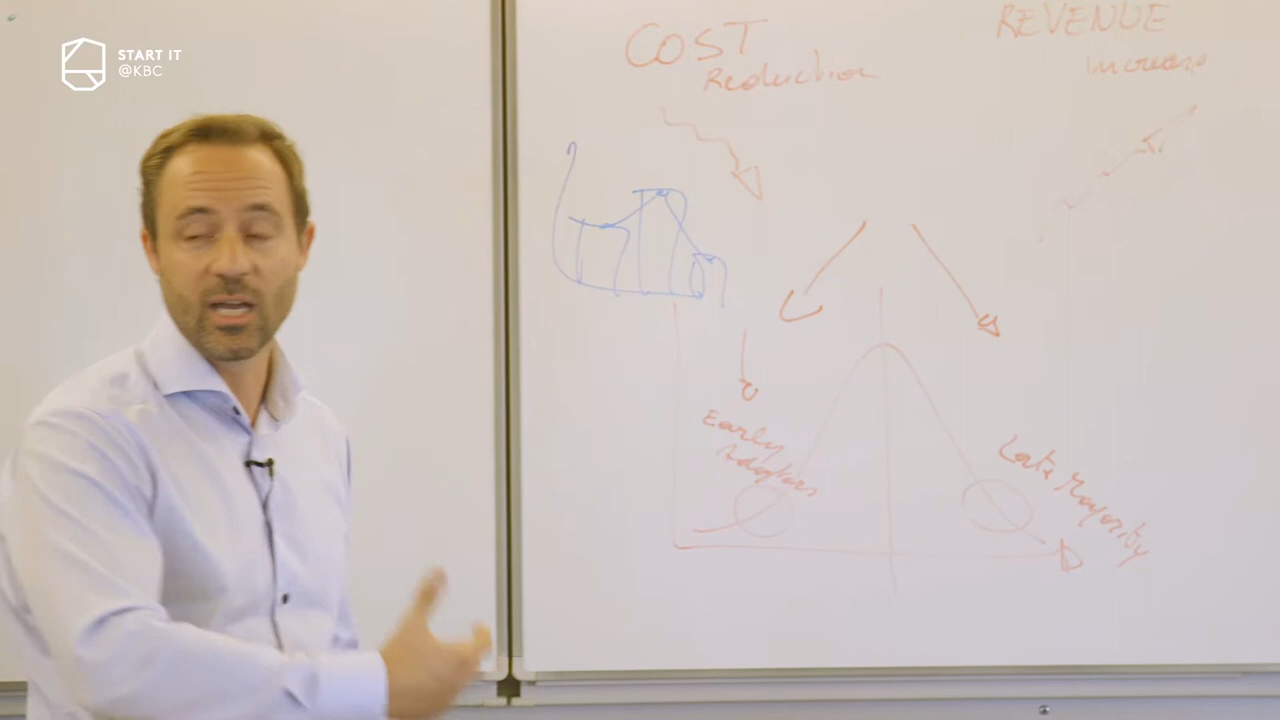 START IT
@KBC
COST
Reduction
REVENUE
Increase
Early
Adopters
Late Majority